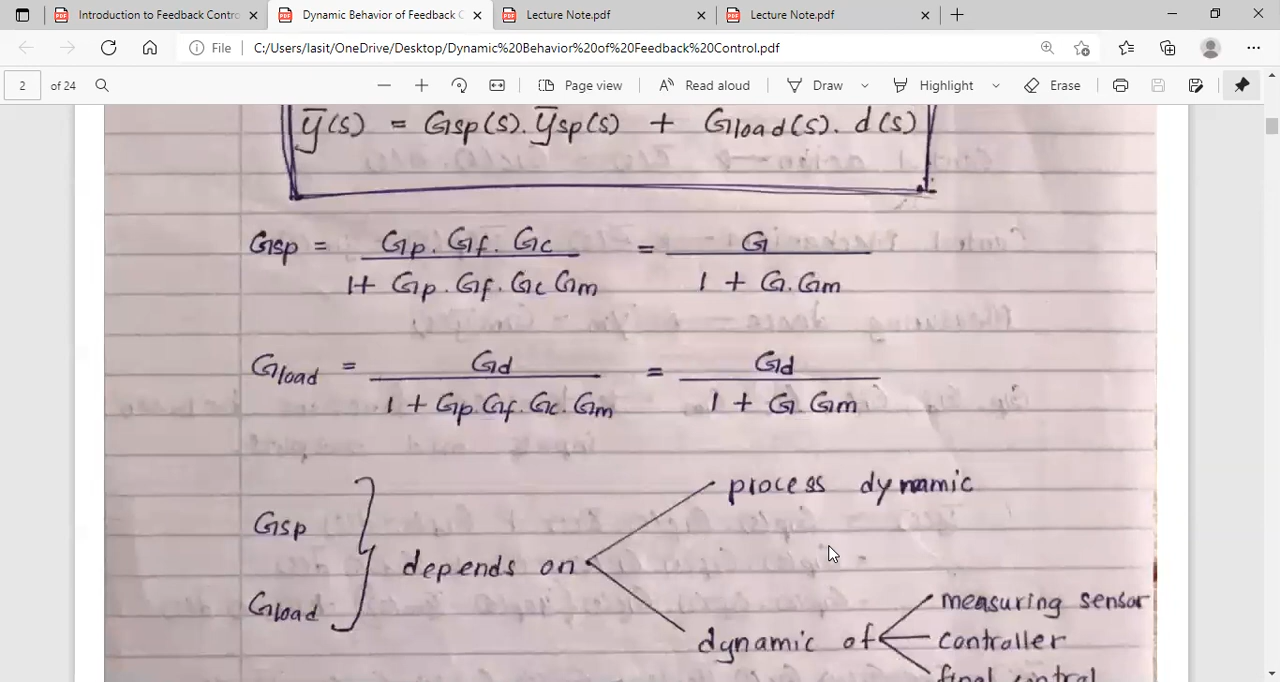 Introduction to Feedback Contro
Dynamic Behavior of Feedback C
Lecture Note.pdf
Lecture Note.pdf
File
C:/Users/lasit/OneDrive/Desktop/Dynamic%20Behavior%20of%20Feedback%20Control.pdf
2 of 24
Page view
Read aloud
Draw
Highlight
Erase
ȳ(s) = Gsp(s). ȳsp(s) + Gload(s). d(s)
Gsp = Gp. Gf. Gc / 1+ Gp. Gf. Gc Gm = G / 1 + G. Gm
Gload = Gd / 1 + Gp. Gf. Gc. Gm = Gd / 1 + G. Gm
process dynamic
Gsp
depends on
Gload
measuring sensor
dynamic of
controller
final control